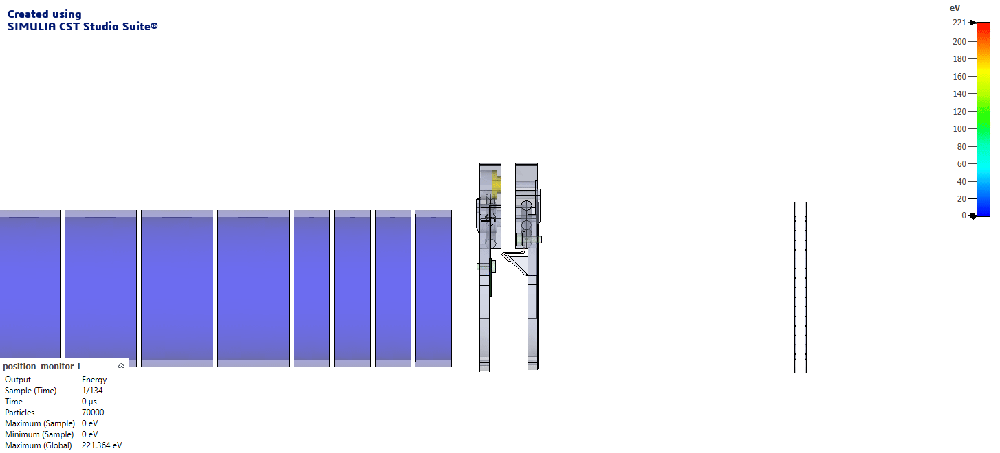 Created using
SIMULIA CST Studio Suite®
eV
221
200
180
160
140
120
100
80
60
40
20
0
position monitor 1
Output Energy
Sample (Time) 1/134
Time 0 µs
Particles 70000
Maximum (Sample) 0 eV
Minimum (Sample) 0 eV
Maximum (Global) 221.364 eV